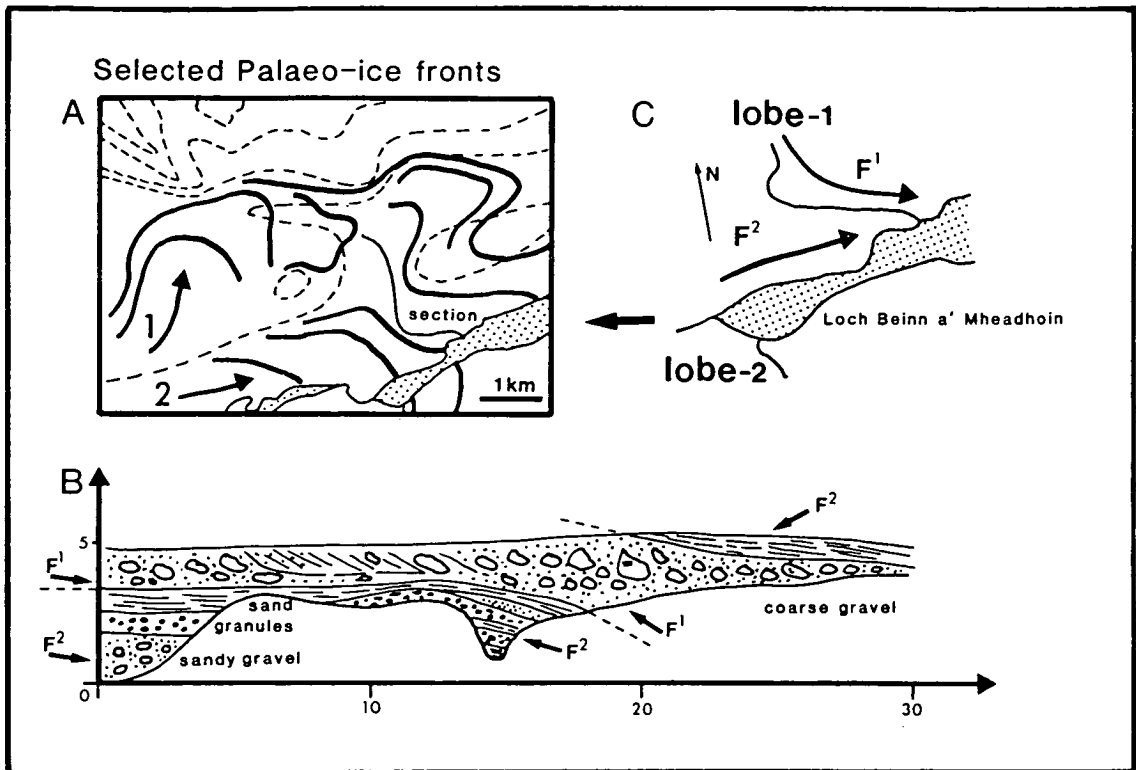 Selected Palaeo-ice fronts
A
1
2
section
1km
C
lobe-1
N
F¹
F²
Loch Beinn a' Mheadhoin
lobe-2
B
5
F¹
F²
sand
granules
sandy gravel
F²
F¹
F²
coarse gravel
0
10
20
30